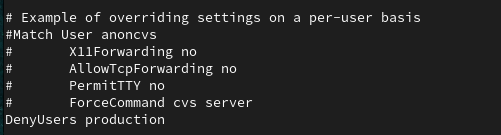 # Example of overriding settings on a per-user basis
#Match User anoncvs
#       X11Forwarding no
#       AllowTcpForwarding no
#       PermitTTY no
#       ForceCommand cvs server
DenyUsers production